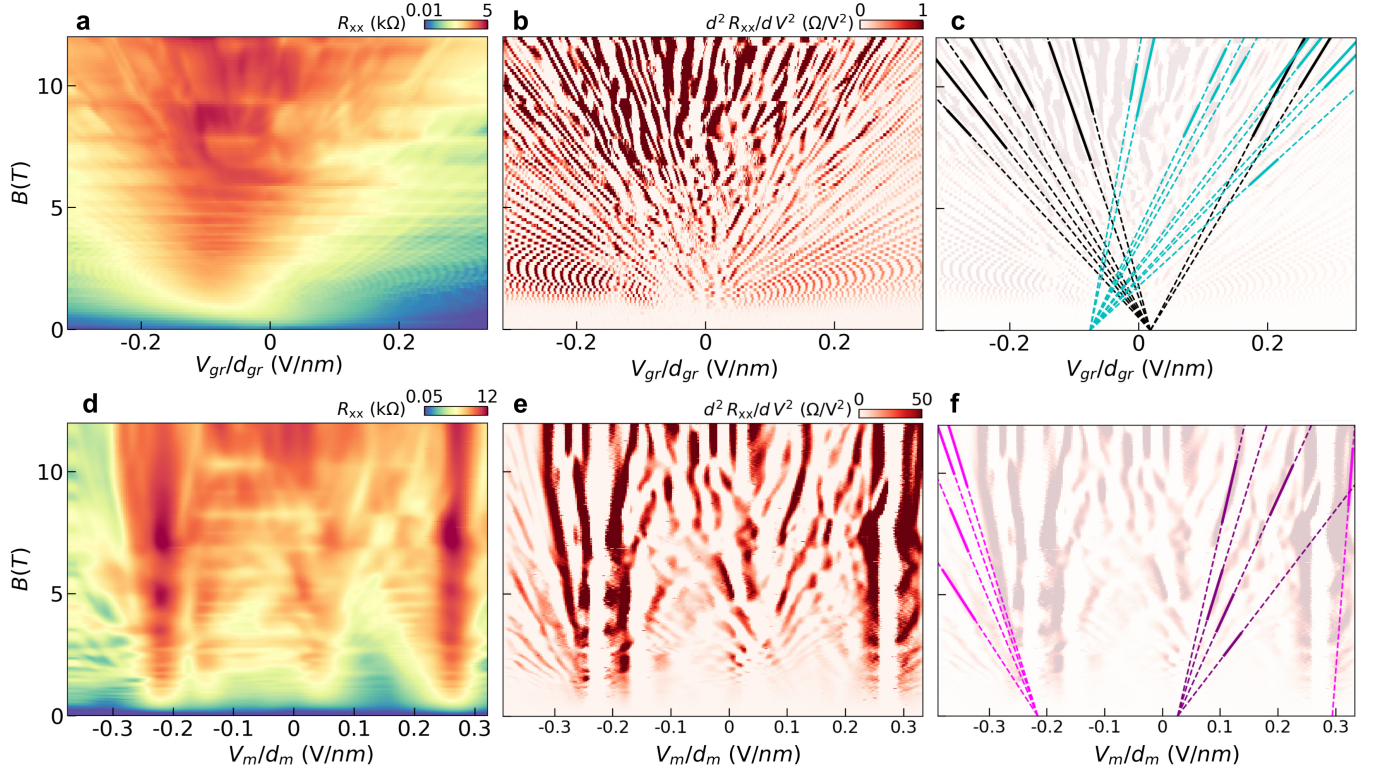 a R_xx (kΩ) 0.01 5
b d² R_xx/d V² (Ω/V²) 0 1
c
B(T)
10
5
0
-0.2 0 0.2
V_gr/d_gr (V/nm)
-0.2 0 0.2
V_gr/d_gr (V/nm)
-0.2 0 0.2
V_gr/d_gr (V/nm)
d R_xx (kΩ) 0.05 12
e d² R_xx/d V² (Ω/V²) 0 50
f
B(T)
10
5
0
-0.3 -0.2 -0.1 0 0.1 0.2 0.3
V_m/d_m (V/nm)
-0.3 -0.2 -0.1 0 0.1 0.2 0.3
V_m/d_m (V/nm)
-0.3 -0.2 -0.1 0 0.1 0.2 0.3
V_m/d_m (V/nm)